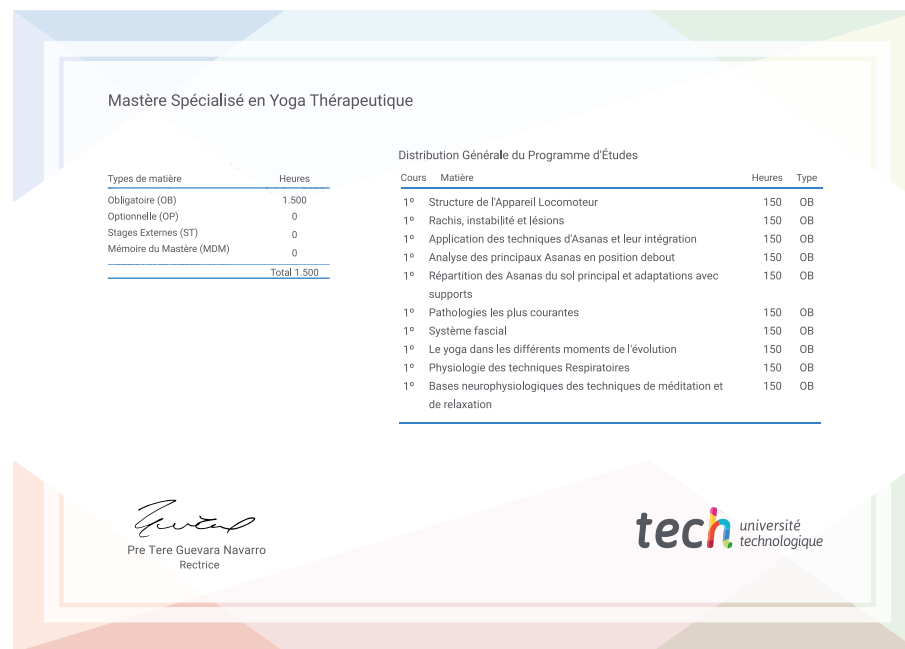 Mastère Spécialisé en Yoga Thérapeutique
Types de matière Heures
Obligatoire (OB) 1.500
Optionnelle (OP) 0
Stages Externes (ST) 0
Mémoire du Mastère (MDM) 0
Total 1.500
Distribution Générale du Programme d'Études
Cours Matière Heures Type
1º Structure de l'Appareil Locomoteur 150 OB
1º Rachis, instabilité et lésions 150 OB
1º Application des techniques d'Asanas et leur intégration 150 OB
1º Analyse des principaux Asanas en position debout 150 OB
1º Répartition des Asanas du sol principal et adaptations avec 150 OB
supports
1º Pathologies les plus courantes 150 OB
1º Système fascial 150 OB
1º Le yoga dans les différents moments de l'évolution 150 OB
1º Physiologie des techniques Respiratoires 150 OB
1º Bases neurophysiologiques des techniques de méditation et 150 OB
de relaxation
Pre Tere Guevara Navarro
Rectrice
tech université
technologique